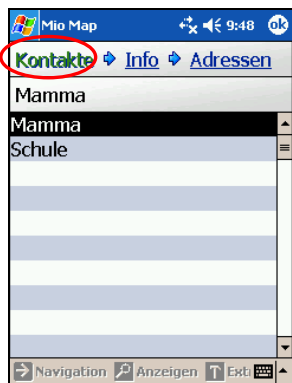 Mio Map 9:48 ok
Kontakte Info Adressen
Mamma
Mamma
Schule
Navigation Anzeigen T Ext